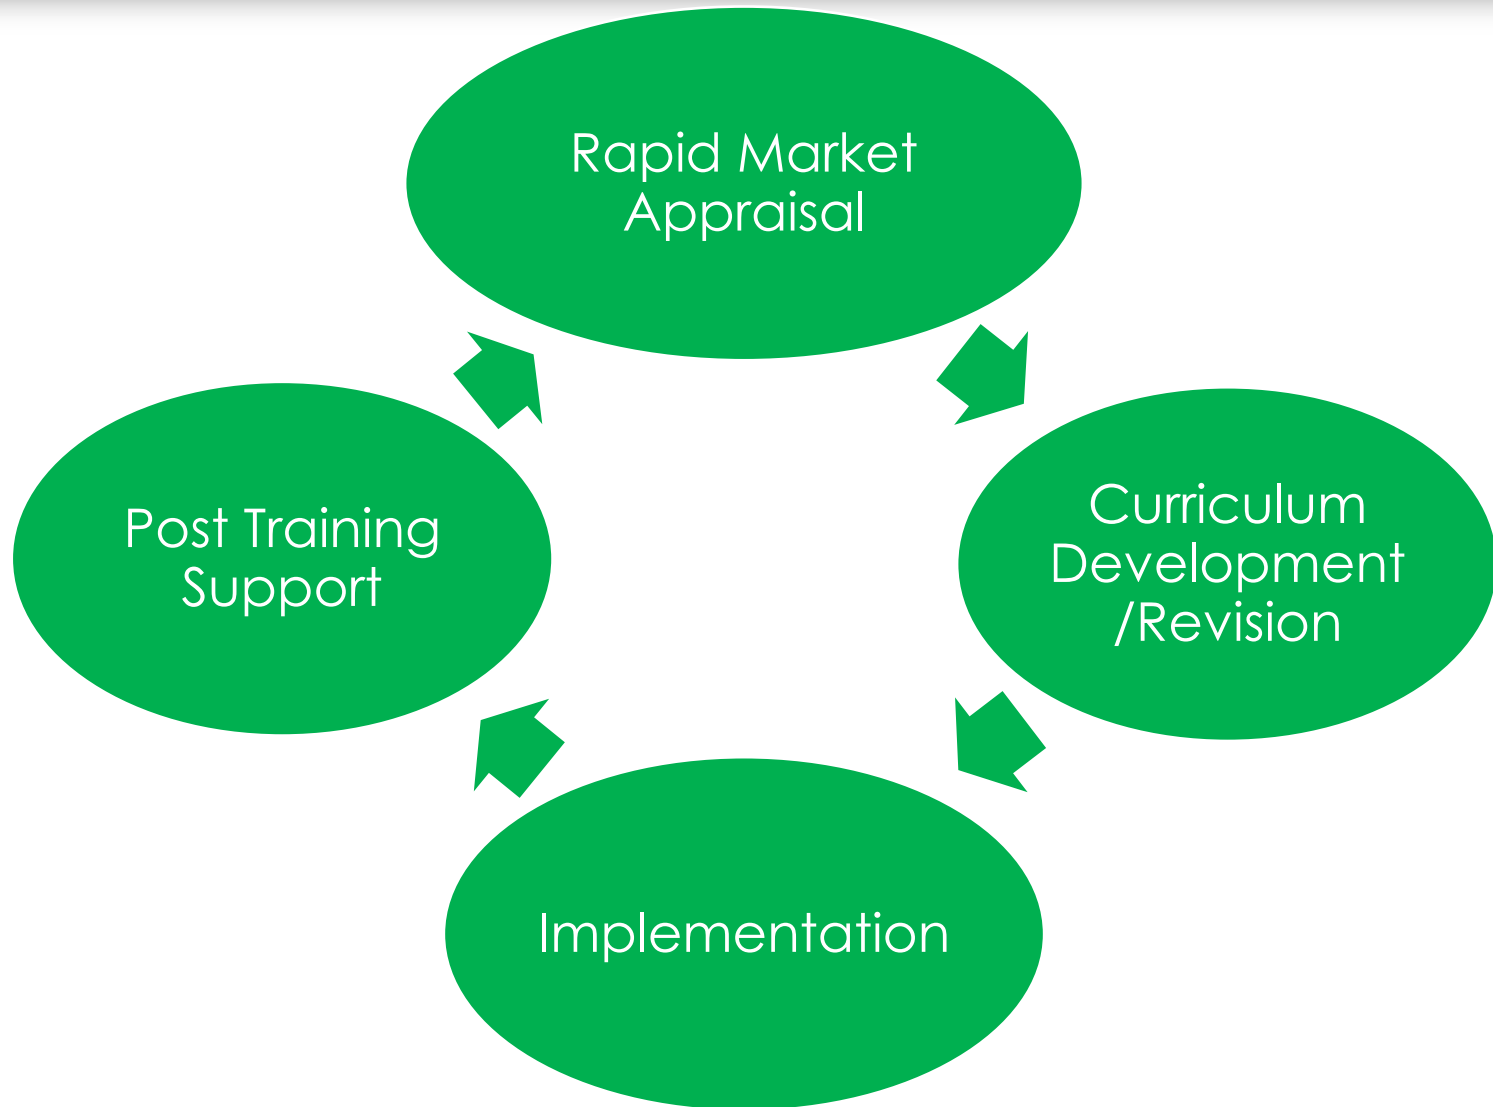 Rapid Market
Appraisal
Curriculum
Development
/Revision
Implementation
Post Training
Support